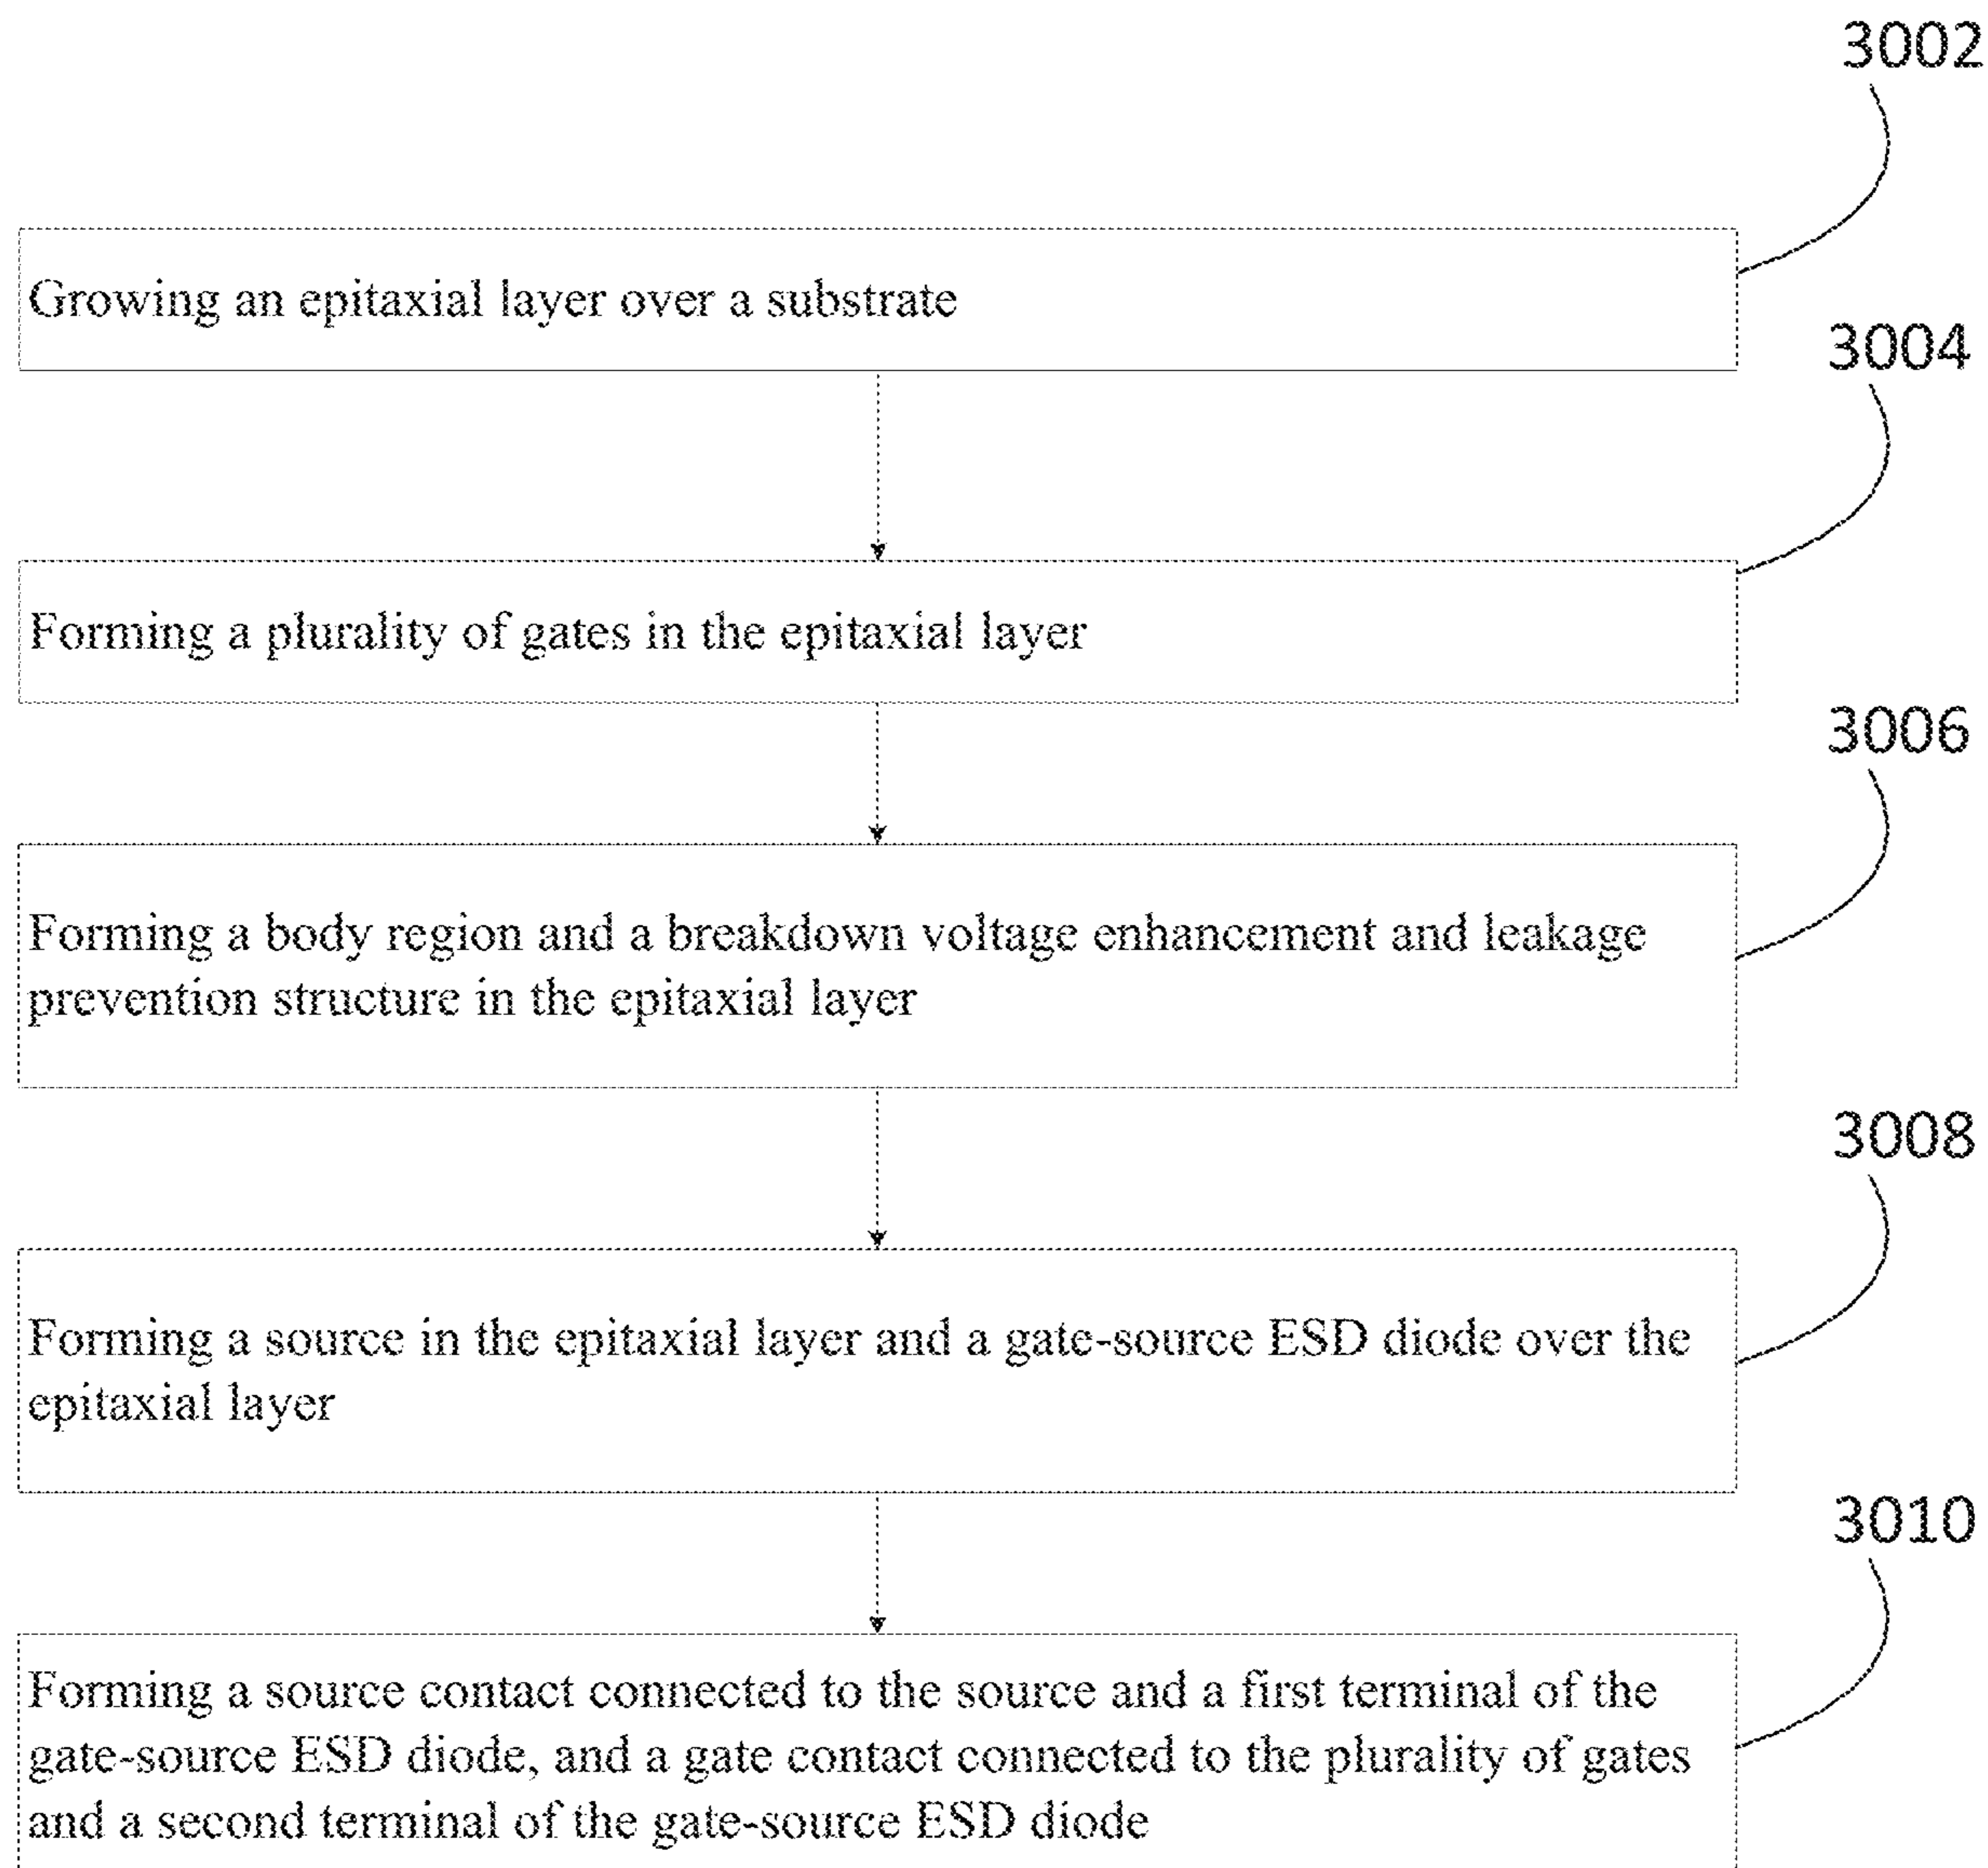 3002
Growing an epitaxial layer over a substrate
3004
Forming a plurality of gates in the epitaxial layer
3006
Forming a body region and a breakdown voltage enhancement and leakage
prevention structure in the epitaxial layer
3008
Forming a source in the epitaxial layer and a gate-source ESD diode over the
epitaxial layer
3010
Forming a source contact connected to the source and a first terminal of the
gate-source ESD diode, and a gate contact connected to the plurality of gates
and a second terminal of the gate-source ESD diode